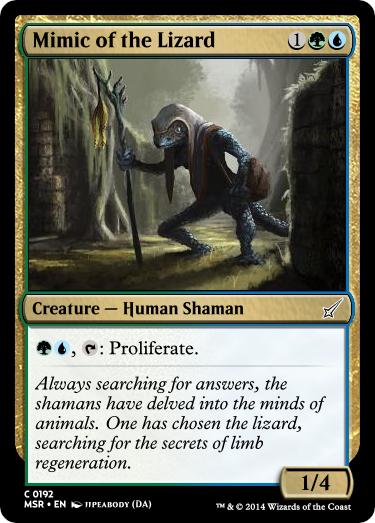 Mimic of the Lizard 1
Creature — Human Shaman
, : Proliferate.
Always searching for answers, the
shamans have delved into the minds of
animals. One has chosen the lizard,
searching for the secrets of limb
regeneration.
1/4
C 0192
MSR • EN JJPEABODY (DA)
™ & © 2014 Wizards of the Coast